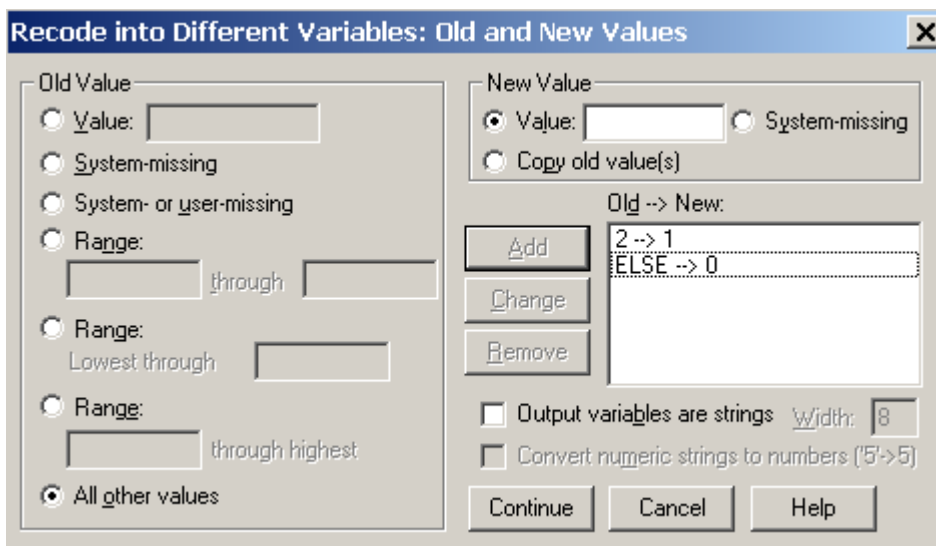 Recode into Different Variables: Old and New Values
Old Value
Value:
System-missing
System- or user-missing
Range:
through
Range:
Lowest through
Range:
through highest
All other values
New Value
Value:
System-missing
Copy old value(s)
Old --> New:
2 --> 1
ELSE --> 0
Add
Change
Remove
Output variables are strings
Width:
8
Convert numeric strings to numbers ('5'->5)
Continue
Cancel
Help